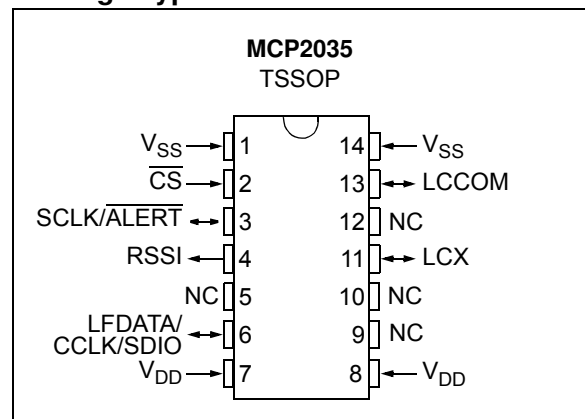 MCP2035
TSSOP
VSS 1 14 VSS
CS 2 13 LCCOM
SCLK/ALERT 3 12 NC
RSSI 4 11 LCX
NC 5 10 NC
LFDATA/
CCLK/SDIO 6 9 NC
VDD 7 8 VDD